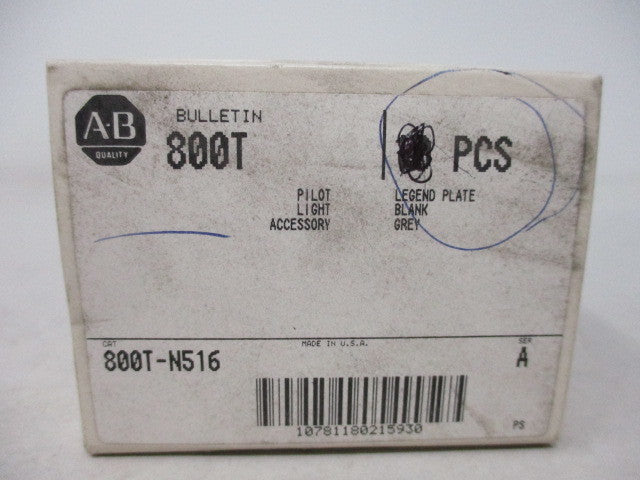 A-B
QUALITY
BULLETIN
800T
PCS
PILOT LEGEND PLATE
LIGHT BLANK
ACCESSORY GREY
CAT
MADE IN U.S.A.
SER
800T-N516
A
10781180215930
PS